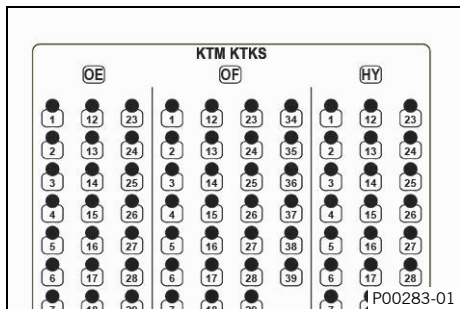 KTM KTKS
OE OF HY
1 12 23 1 12 23 34 1 12 23
2 13 24 2 13 24 35 2 13 24
3 14 25 3 14 25 36 3 14 25
4 15 26 4 15 26 37 4 15 26
5 16 27 5 16 27 38 5 16 27
6 17 28 6 17 28 39 6 17 28
P00283-01